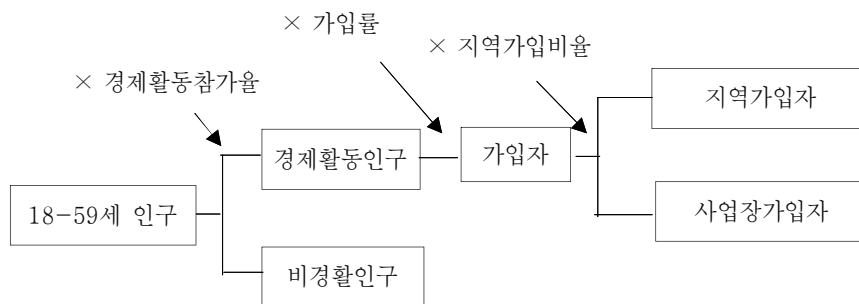 × 가입률
× 지역가입비율
× 경제활동참가율
지역가입자
경제활동인구
가입자
18-59세 인구
사업장가입자
비경활인구